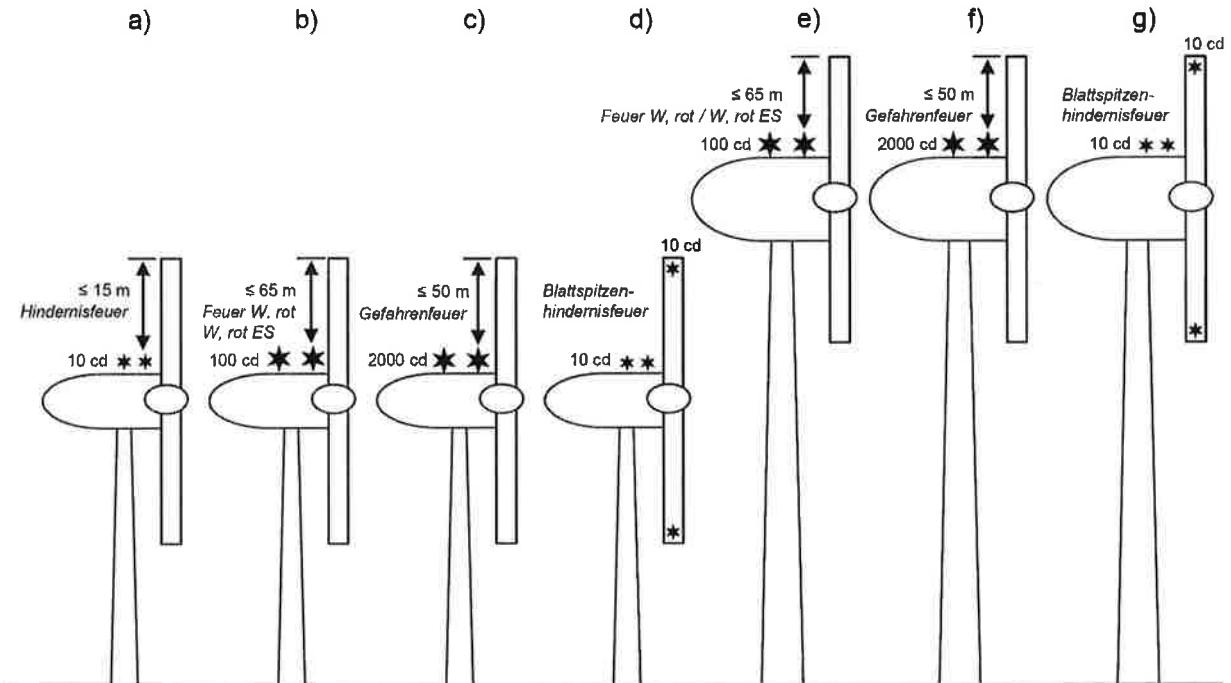 a)
b)
c)
d)
e)
f)
g)
≤ 15 m
Hindernisfeuer
10 cd
≤ 65 m
Feuer W. rot
W, rot ES
100 cd
≤ 50 m
Gefahrenfeuer
2000 cd
10 cd
Blattspitzen-
hindernisfeuer
10 cd
≤ 65 m
Feuer W, rot / W, rot ES
100 cd
≤ 50 m
Gefahrenfeuer
2000 cd
10 cd
Blattspitzen-
hindernisfeuer
10 cd